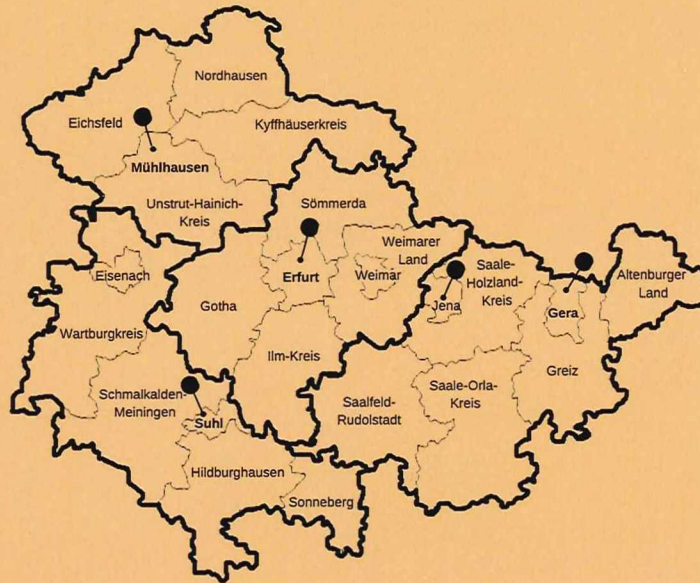 Nordhausen
Eichsfeld
Kyffhäuserkreis
Mühlhausen
Unstrut-Hainich-
Kreis
Sömmerda
Weimarer
Land
Eisenach
Erfurt
Weimar
Saale-
Holzland-
Kreis
Altenburger
Land
Gotha
Jena
Gera
Wartburgkreis
Ilm-Kreis
Greiz
Schmalkalden-
Meiningen
Saalfeld-
Rudolstadt
Saale-Orla-
Kreis
Suhl
Hildburghausen
Sonneberg